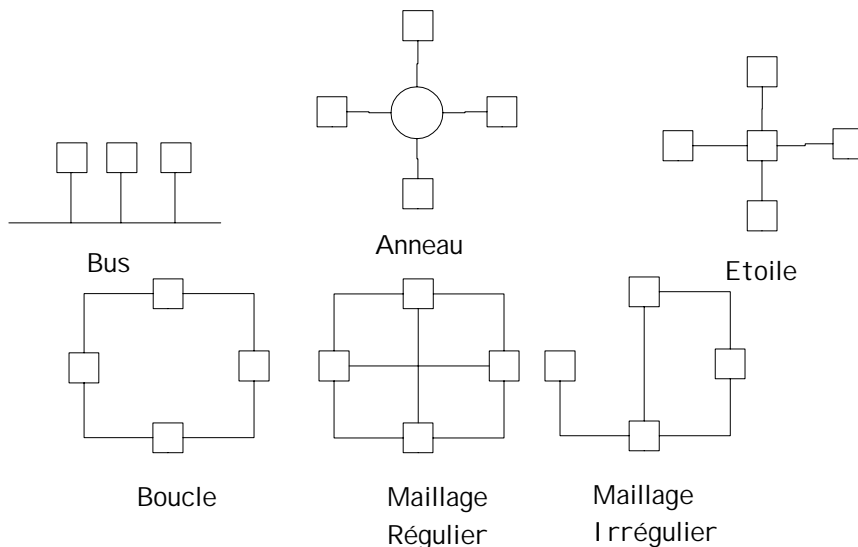 Bus
Anneau
Etoile
Boucle
Maillage
Régulier
Maillage
Irrégulier